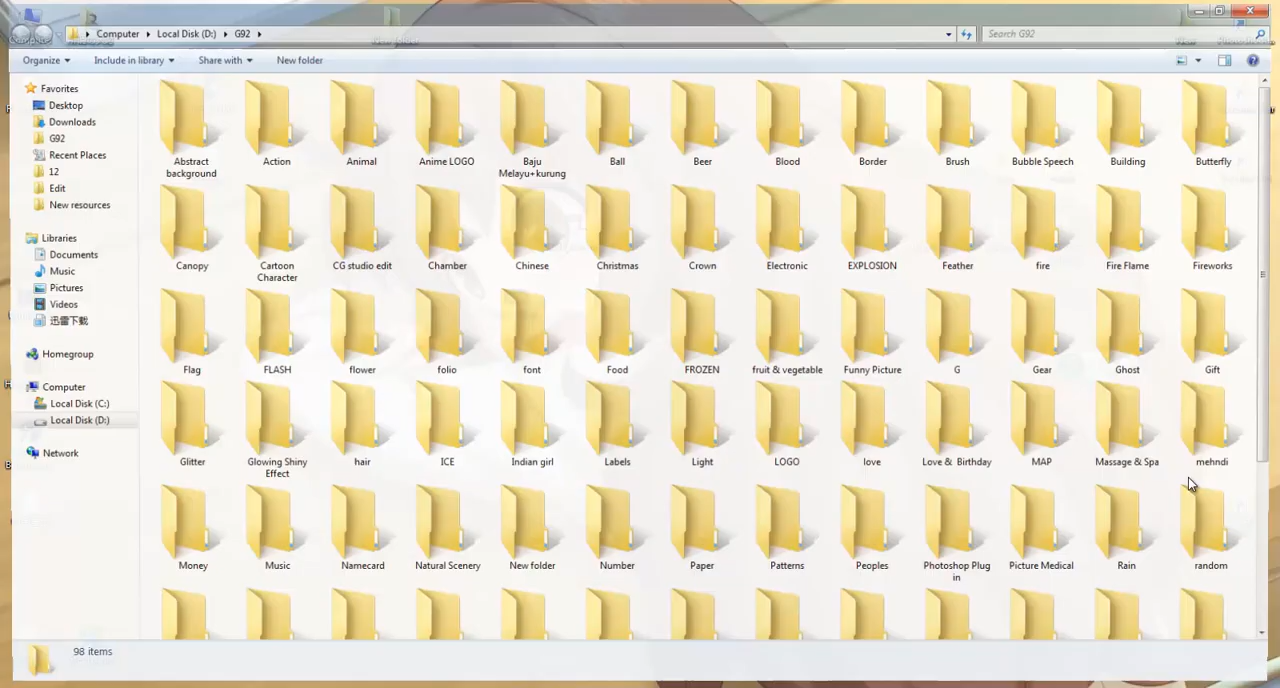 Computer Local Disk (D:) G92
Search G92
Organize Include in library Share with New folder
Favorites
Desktop
Downloads
G92
Recent Places
12
Edit
New resources
Libraries
Documents
Music
Pictures
Videos
迅雷下载
Homegroup
Computer
Local Disk (C:)
Local Disk (D:)
Network
Abstract background
Action
Animal
Anime LOGO
Baju Melayu+kurung
Ball
Beer
Blood
Border
Brush
Bubble Speech
Building
Butterfly
Canopy
Cartoon Character
CG studio edit
Chamber
Chinese
Christmas
Crown
Electronic
EXPLOSION
Feather
fire
Fire Flame
Fireworks
Flag
FLASH
flower
folio
font
Food
FROZEN
fruit & vegetable
Funny Picture
G
Gear
Ghost
Gift
Glitter
Glowing Shiny Effect
hair
ICE
Indian girl
Labels
Light
LOGO
love
Love & Birthday
MAP
Massage & Spa
mehndi
Money
Music
Namecard
Natural Scenery
New folder
Number
Paper
Patterns
Peoples
Photoshop Plug in
Picture Medical
Rain
random
98 items